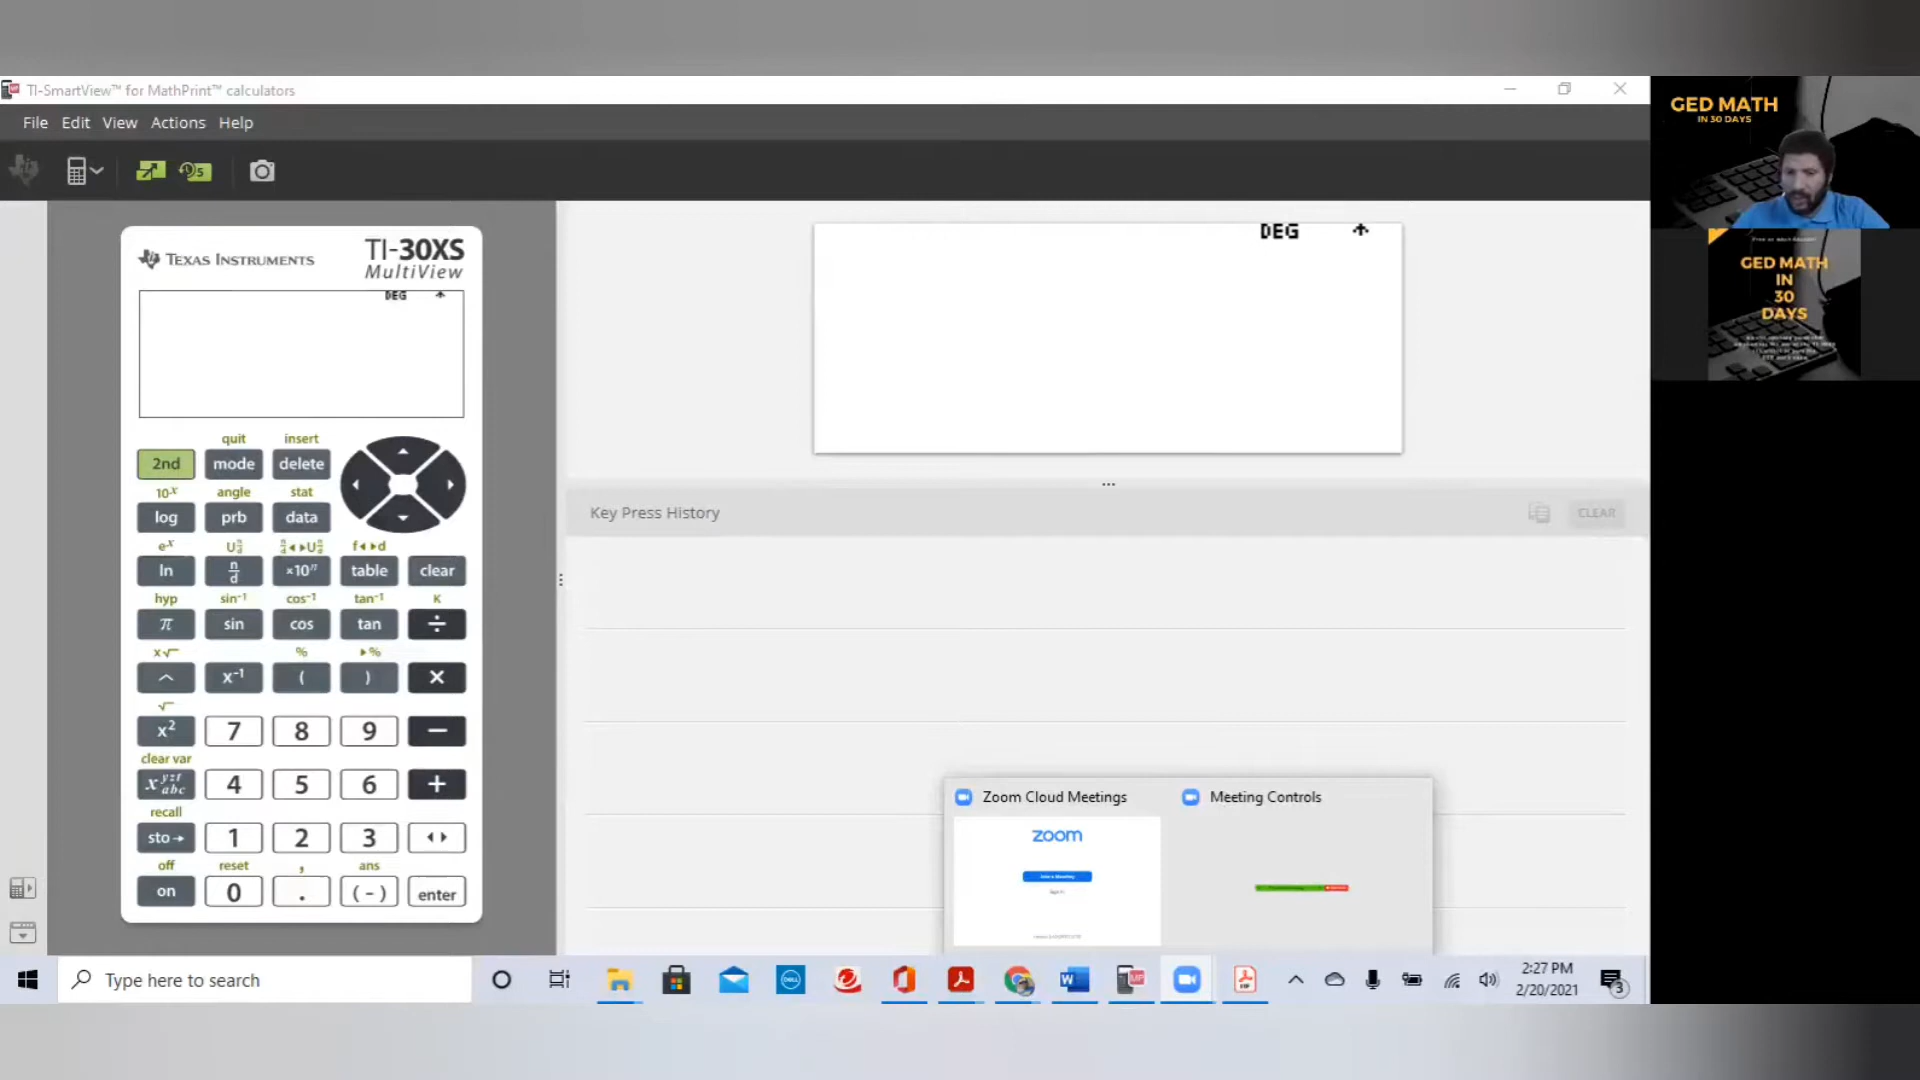 TI-SmartView™ for MathPrint™ calculators
File Edit View Actions Help
TEXAS INSTRUMENTS
TI-30XS
MultiView
DEG
quit insert
2nd mode delete
10ˣ angle stat
log prb data
eˣ U n/d n/d ◄►U n/d f◄►d
ln n/d ×10ⁿ table clear
hyp sin⁻¹ cos⁻¹ tan⁻¹ K
π sin cos tan ÷
x√ % ►%
^ x⁻¹ ( ) ×
√
x² 7 8 9 −
clear var
x yzt abc 4 5 6 +
recall
sto→ 1 2 3 ◄►
off reset , ans
on 0 . (-) enter
DEG
Key Press History
CLEAR
Zoom Cloud Meetings
Meeting Controls
zoom
Type here to search
2:27 PM
2/20/2021
3
GED MATH
IN 30 DAYS
GED MATH
IN
30
DAYS